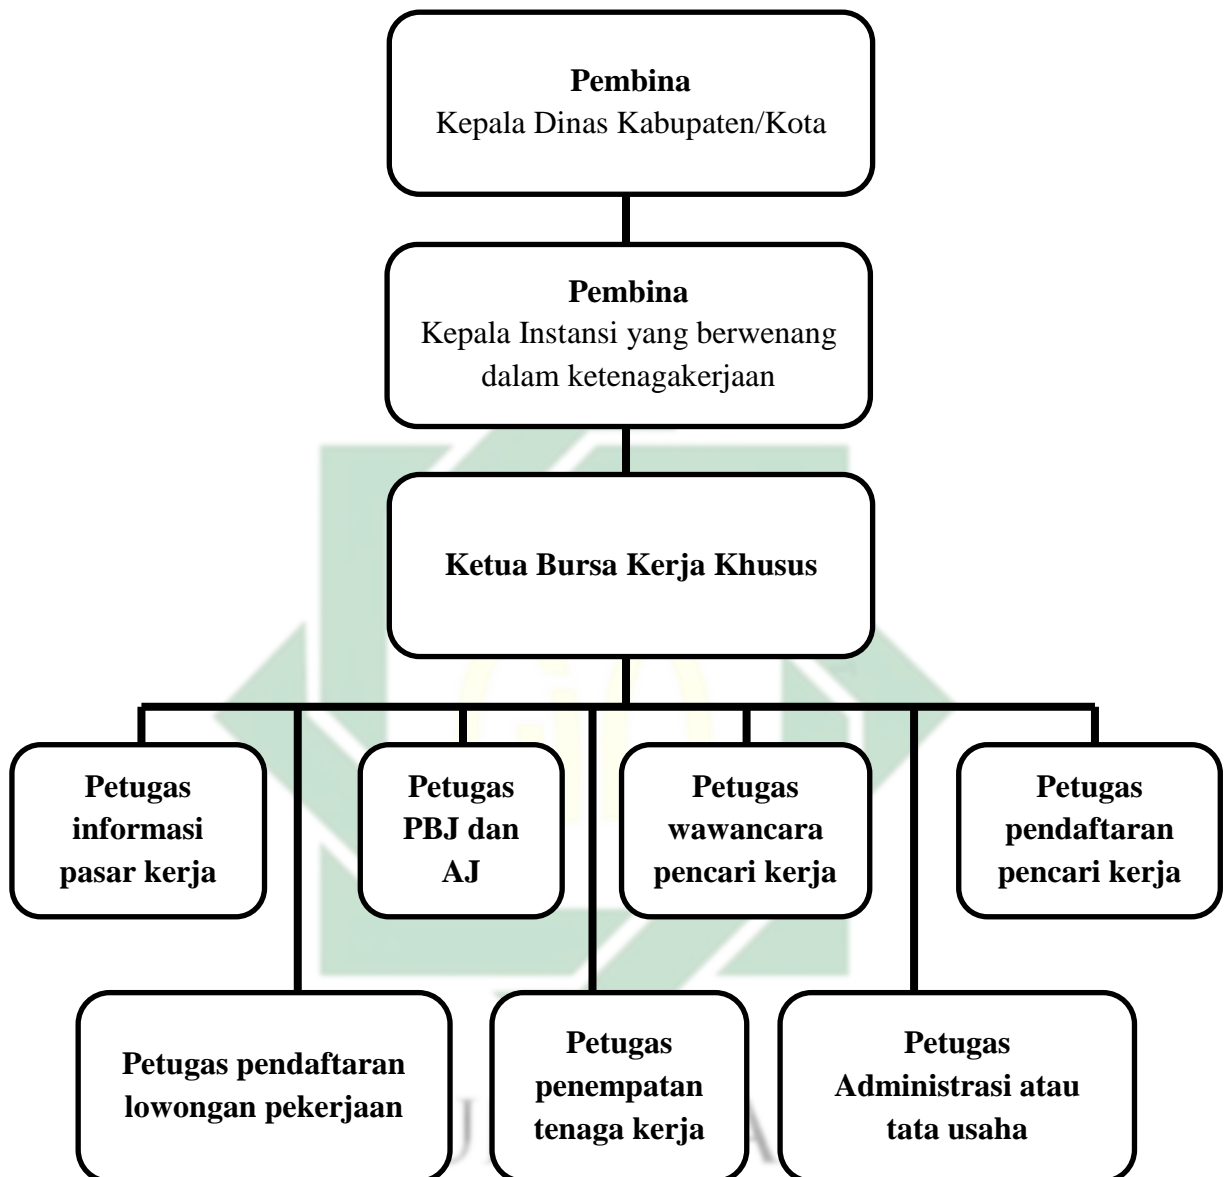 Pembina
Kepala Dinas Kabupaten/Kota
Pembina
Kepala Instansi yang berwenang
dalam ketenagakerjaan
Ketua Bursa Kerja Khusus
Petugas
informasi
pasar kerja
Petugas
PBJ dan
AJ
Petugas
wawancara
pencari kerja
Petugas
pendaftaran
pencari kerja
Petugas pendaftaran
lowongan pekerjaan
Petugas
penempatan
tenaga kerja
Petugas
Administrasi atau
tata usaha